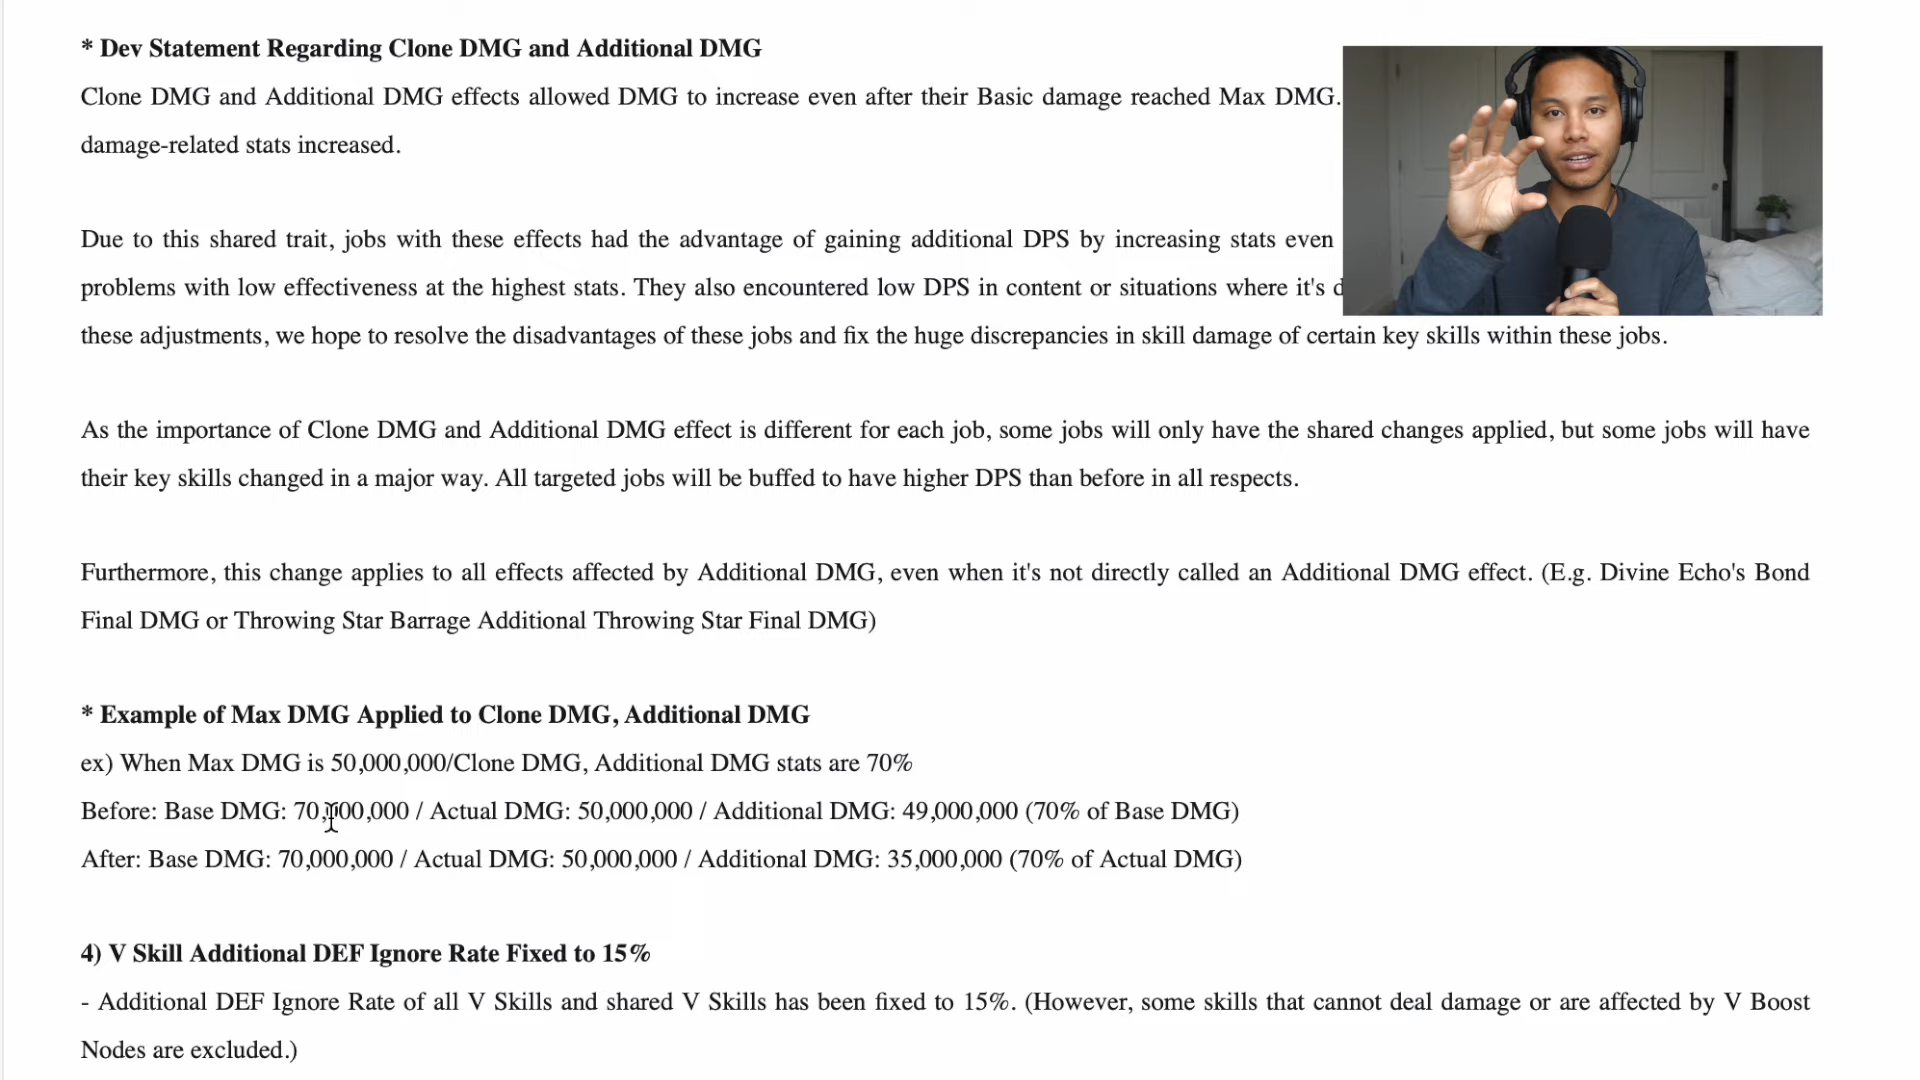 * Dev Statement Regarding Clone DMG and Additional DMG
Clone DMG and Additional DMG effects allowed DMG to increase even after their Basic damage reached Max DMG.
damage-related stats increased.
Due to this shared trait, jobs with these effects had the advantage of gaining additional DPS by increasing stats even
problems with low effectiveness at the highest stats. They also encountered low DPS in content or situations where it's
these adjustments, we hope to resolve the disadvantages of these jobs and fix the huge discrepancies in skill damage of certain key skills within these jobs.
As the importance of Clone DMG and Additional DMG effect is different for each job, some jobs will only have the shared changes applied, but some jobs will have
their key skills changed in a major way. All targeted jobs will be buffed to have higher DPS than before in all respects.
Furthermore, this change applies to all effects affected by Additional DMG, even when it's not directly called an Additional DMG effect. (E.g. Divine Echo's Bond
Final DMG or Throwing Star Barrage Additional Throwing Star Final DMG)
* Example of Max DMG Applied to Clone DMG, Additional DMG
ex) When Max DMG is 50,000,000/Clone DMG, Additional DMG stats are 70%
Before: Base DMG: 70,000,000 / Actual DMG: 50,000,000 / Additional DMG: 49,000,000 (70% of Base DMG)
After: Base DMG: 70,000,000 / Actual DMG: 50,000,000 / Additional DMG: 35,000,000 (70% of Actual DMG)
4) V Skill Additional DEF Ignore Rate Fixed to 15%
- Additional DEF Ignore Rate of all V Skills and shared V Skills has been fixed to 15%. (However, some skills that cannot deal damage or are affected by V Boost
Nodes are excluded.)